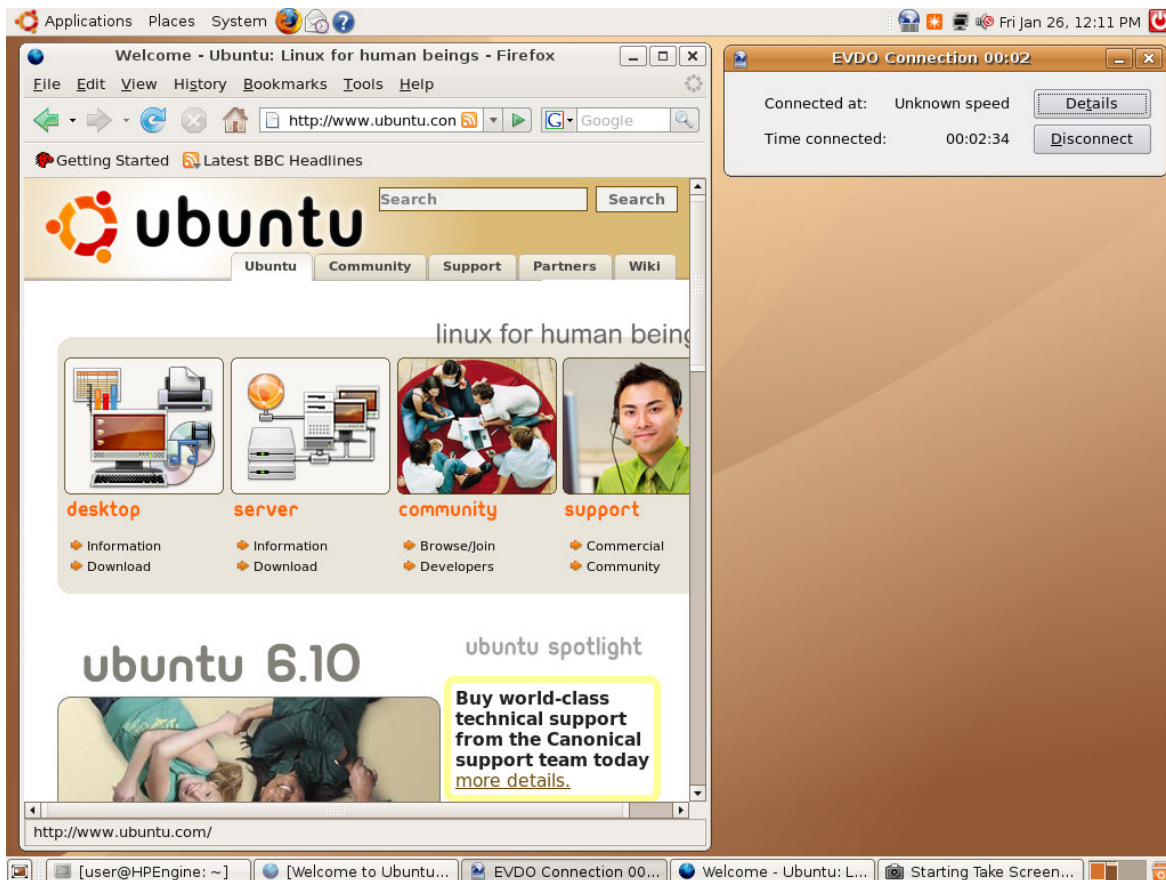 Applications Places System
Fri Jan 26, 12:11 PM
Welcome - Ubuntu: Linux for human beings - Firefox
File Edit View History Bookmarks Tools Help
http://www.ubuntu.con
G Google
Getting Started Latest BBC Headlines
ubuntu
Search Search
Ubuntu Community Support Partners Wiki
linux for human being
desktop server community support
Information Information Browse/Join Commercial
Download Download Developers Community
ubuntu 6.10
ubuntu spotlight
Buy world-class
technical support
from the Canonical
support team today
more details.
http://www.ubuntu.com/
EVDO Connection 00:02
Connected at: Unknown speed Details
Time connected: 00:02:34 Disconnect
[user@HPEngine: ~] [Welcome to Ubuntu... EVDO Connection 00... Welcome - Ubuntu: L... Starting Take Screen...